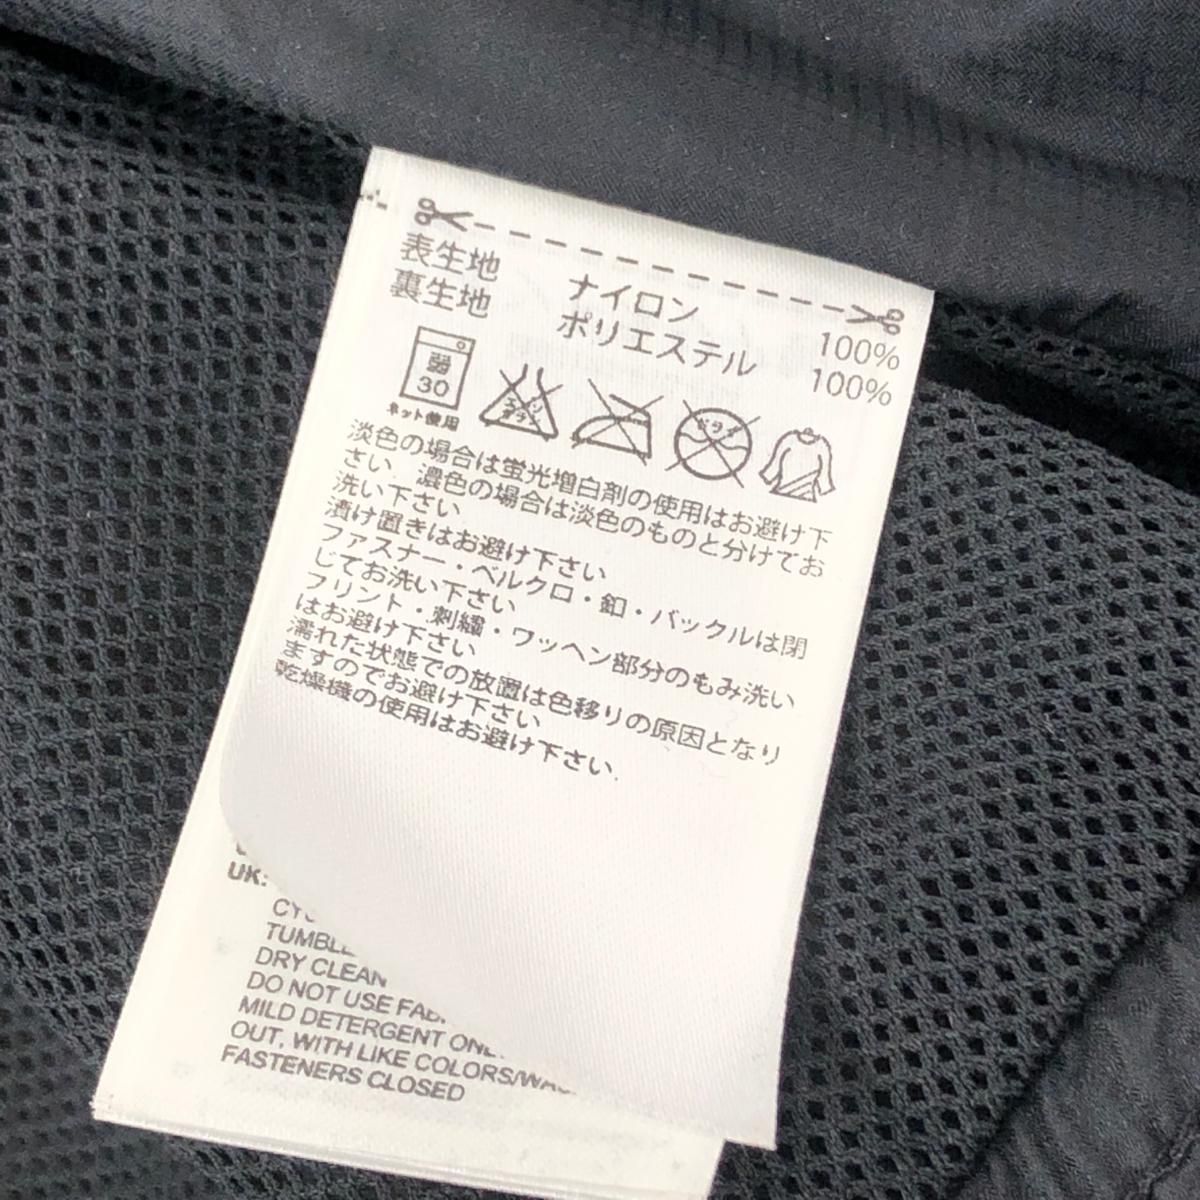 表生地 ナイロン 100%
裏生地 ポリエステル 100%
弱
30
ネット使用
エンソ
サラシ
ドライ
淡色の場合は蛍光増白剤の使用はお避け下
さい．濃色の場合は淡色のものと分けてお
洗い下さい
漬け置きはお避け下さい
ファスナー・ベルクロ・釦・バックルは閉
じてお洗い下さい
プリント・刺繍・ワッペン部分のもみ洗い
はお避け下さい
濡れた状態での放置は色移りの原因となり
ますのでお避け下さい
乾燥機の使用はお避け下さい.
UK:
TUMBLE
DRY CLEAN
DO NOT USE
MILD DETERGENT
OUT, WITH LIKE COLORS
FASTENERS CLOSED